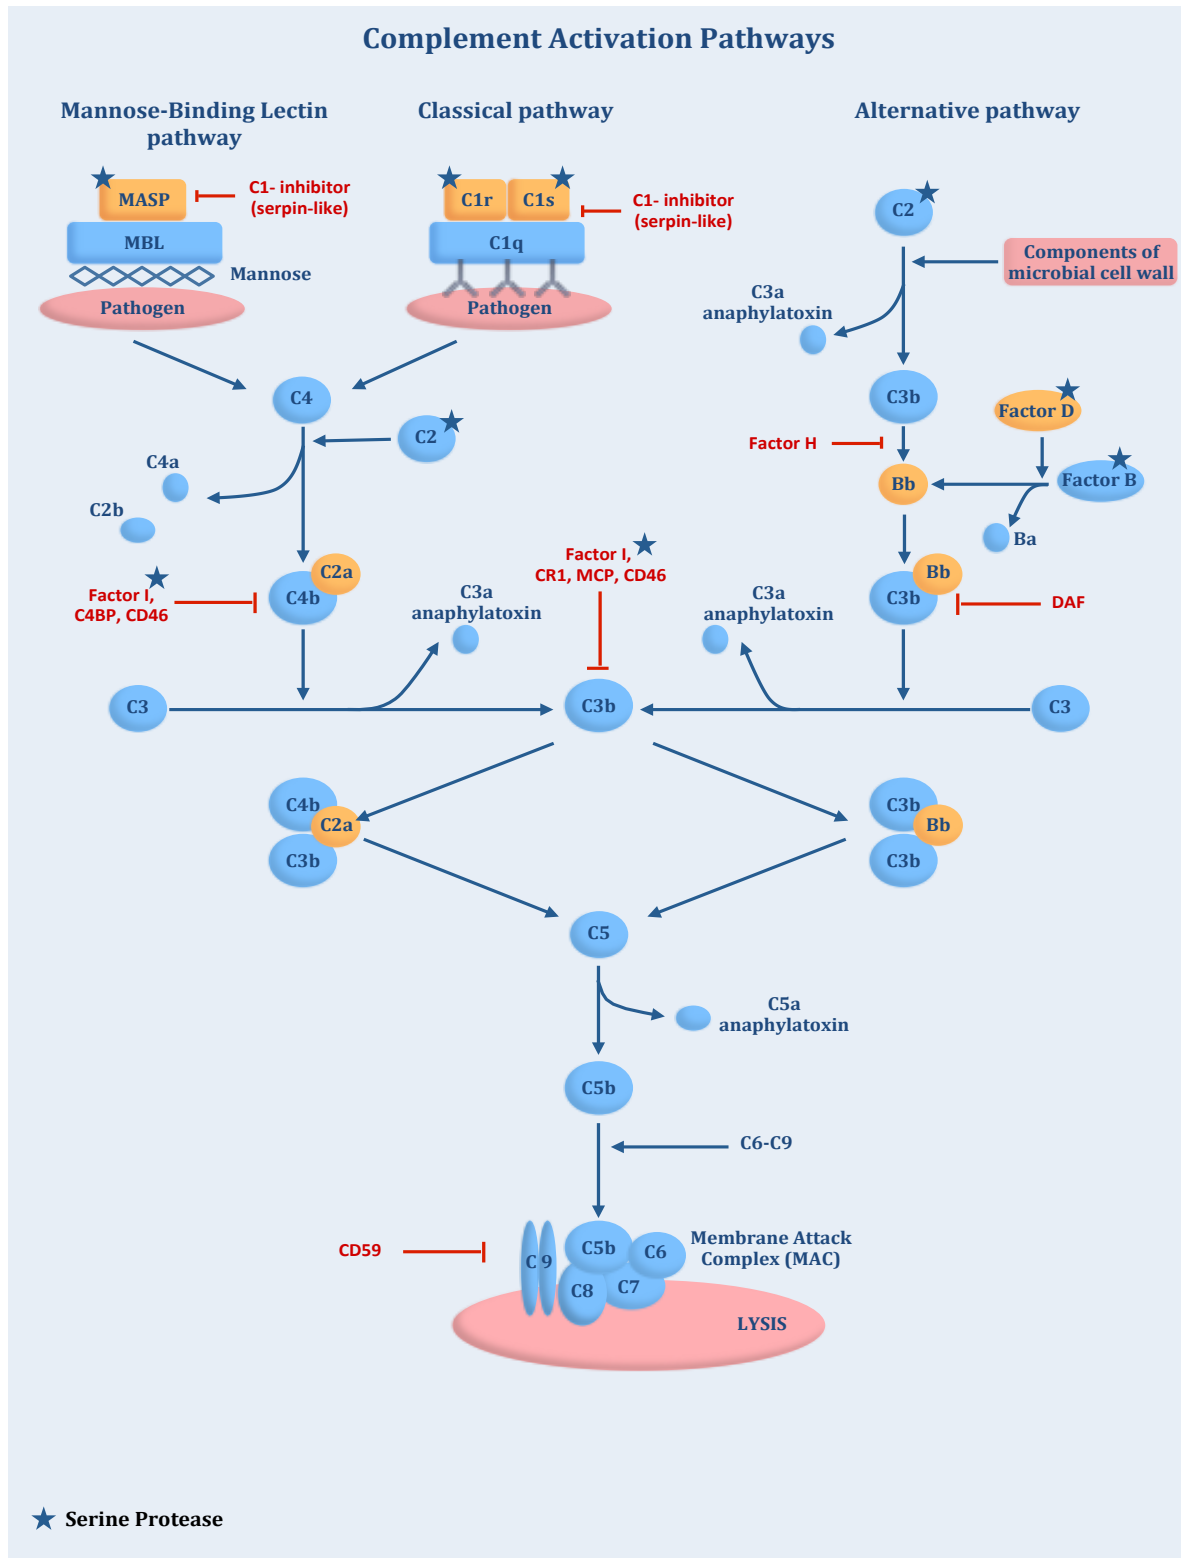 Complement Activation Pathways
Mannose-Binding Lectin
pathway
Classical pathway
Alternative pathway
MASP
C1- inhibitor
(serpin-like)
MBL
Mannose
Pathogen
C1r
C1s
C1- inhibitor
(serpin-like)
C1q
Pathogen
C2
Components of
microbial cell wall
C3a
anaphylatoxin
C4
C2
C4a
C2b
C3b
Factor D
Factor H
Bb
Factor B
Ba
Factor I,
C4BP, CD46
C2a
C4b
C3a
anaphylatoxin
Factor I,
CR1, MCP, CD46
C3a
anaphylatoxin
Bb
C3b
DAF
C3
C3b
C3
C4b
C2a
C3b
C3b
Bb
C3b
C5
C5a
anaphylatoxin
C5b
C6-C9
CD59
C 9
C5b
C6
C8
C7
Membrane Attack
Complex (MAC)
LYSIS
Serine Protease